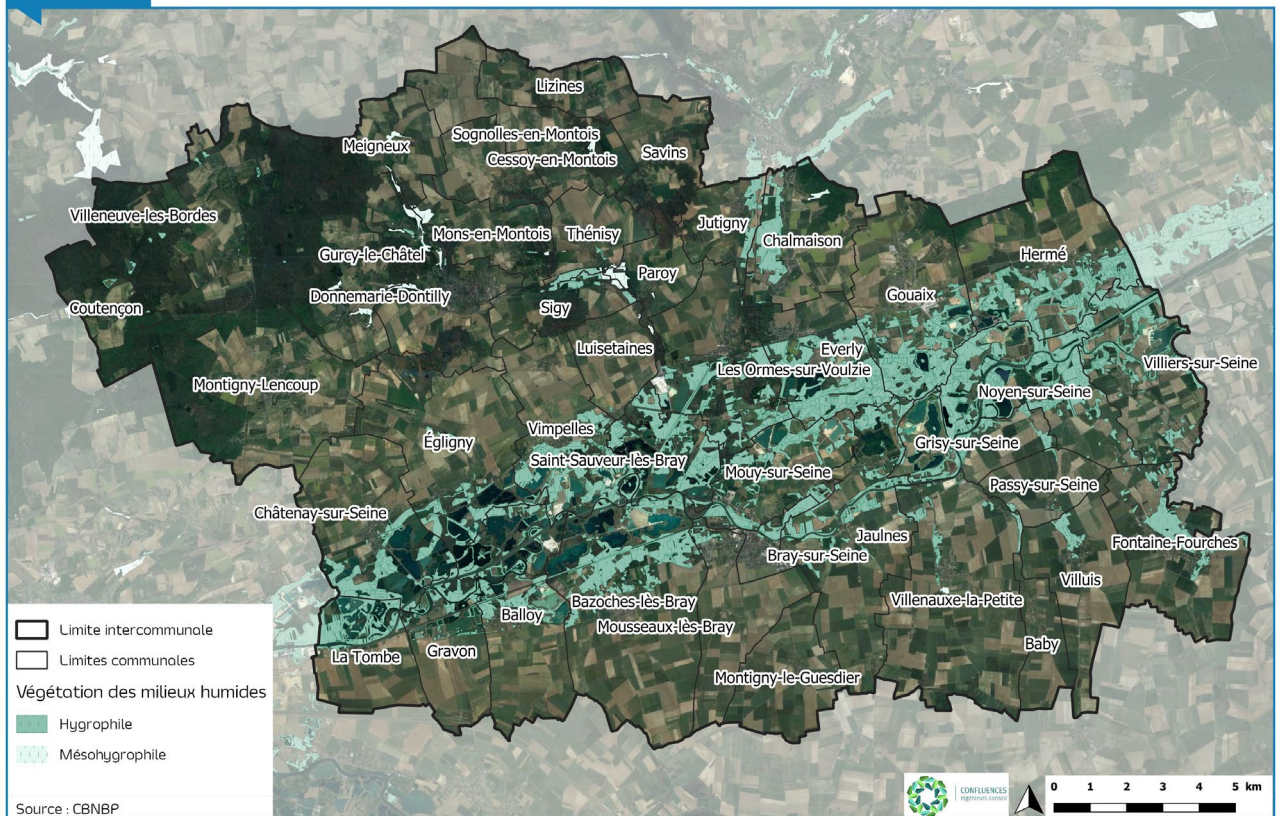 Lizines
Sognolles-en-Montois
Meigneux
Cessoy-en-Montois
Savins
Villeneuve-les-Bordes
Jutigny
Mons-en-Montois
Thénisy
Chalmaison
Gurcy-le-Châtel
Hermé
Paroy
Donnemarie-Dontilly
Gouaix
Coutençon
Sigy
Luisetaines
Everly
Les Ormes-sur-Voulzie
Villiers-sur-Seine
Montigny-Lencoup
Noyen-sur-Seine
Vimpelles
Égligny
Grisy-sur-Seine
Saint-Sauveur-lès-Bray
Mouy-sur-Seine
Passy-sur-Seine
Châtenay-sur-Seine
Jaulnes
Fontaine-Fourches
Bray-sur-Seine
Villuis
Villenauxe-la-Petite
Bazoches-lès-Bray
Balloy
Mousseaux-lès-Bray
Baby
Gravon
La Tombe
Montigny-le-Guesdier
Limite intercommunale
Limites communales
Végétation des milieux humides
Hygrophile
Mésohygrophile
Source : CBNBP
CONFLUENCES
Ingénieurs conseil
0 1 2 3 4 5 km